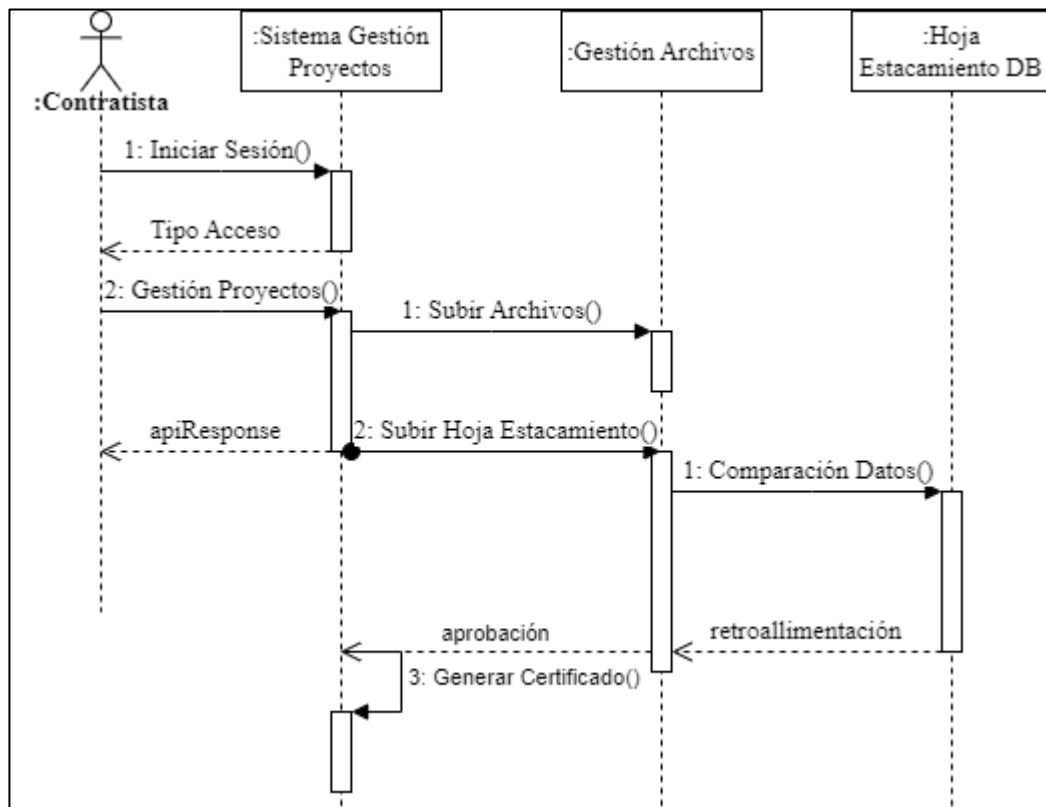 :Sistema Gestión
Proyectos
:Gestión Archivos
:Hoja
Estacamiento DB
:Contratista
1: Iniciar Sesión()
Tipo Acceso
2: Gestión Proyectos()
1: Subir Archivos()
apiResponse
2: Subir Hoja Estacamiento()
1: Comparación Datos()
aprobación
retroallimentación
3: Generar Certificado()